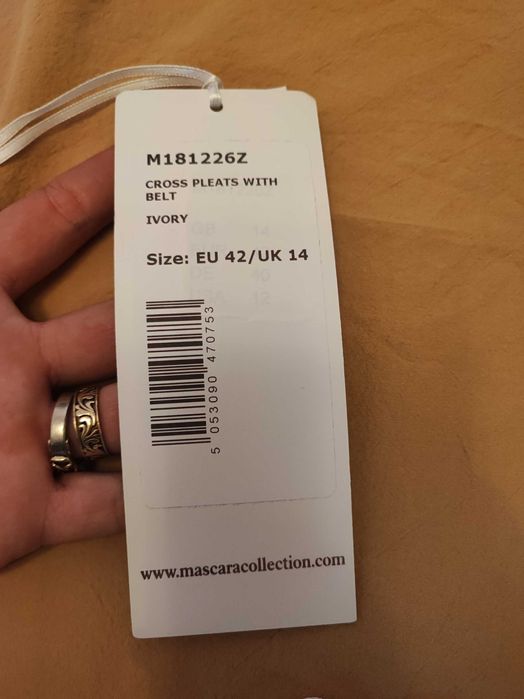 M181226Z
CROSS PLEATS WITH
BELT
IVORY
Size: EU 42/UK 14
5 053090 470753
www.mascaracollection.com